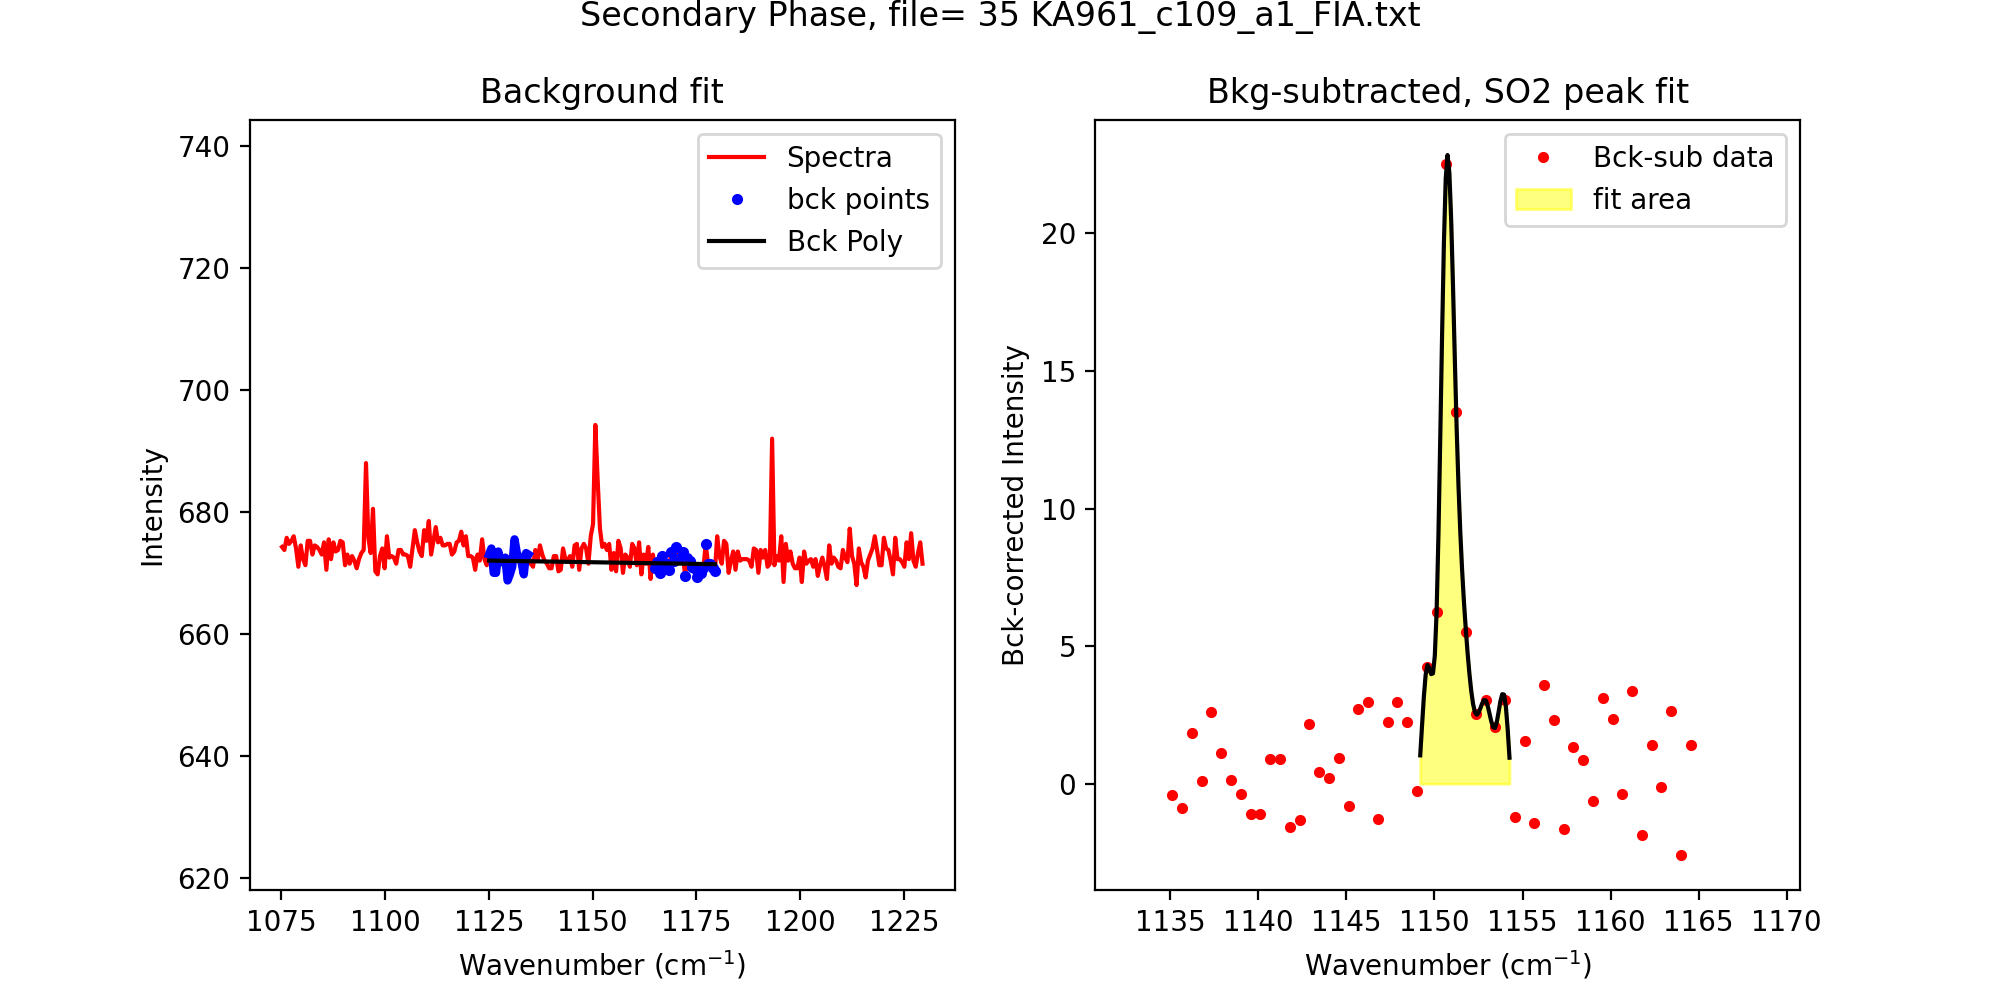 Secondary Phase, file= 35 KA961_c109_a1_FIA.txt
Background fit
Spectra
bck points
Bck Poly
740
720
700
680
660
640
620
Intensity
1075 1100 1125 1150 1175 1200 1225
Wavenumber (cm⁻¹)
Bkg-subtracted, SO2 peak fit
Bck-sub data
fit area
20
15
10
5
0
Bck-corrected Intensity
1135 1140 1145 1150 1155 1160 1165 1170
Wavenumber (cm⁻¹)